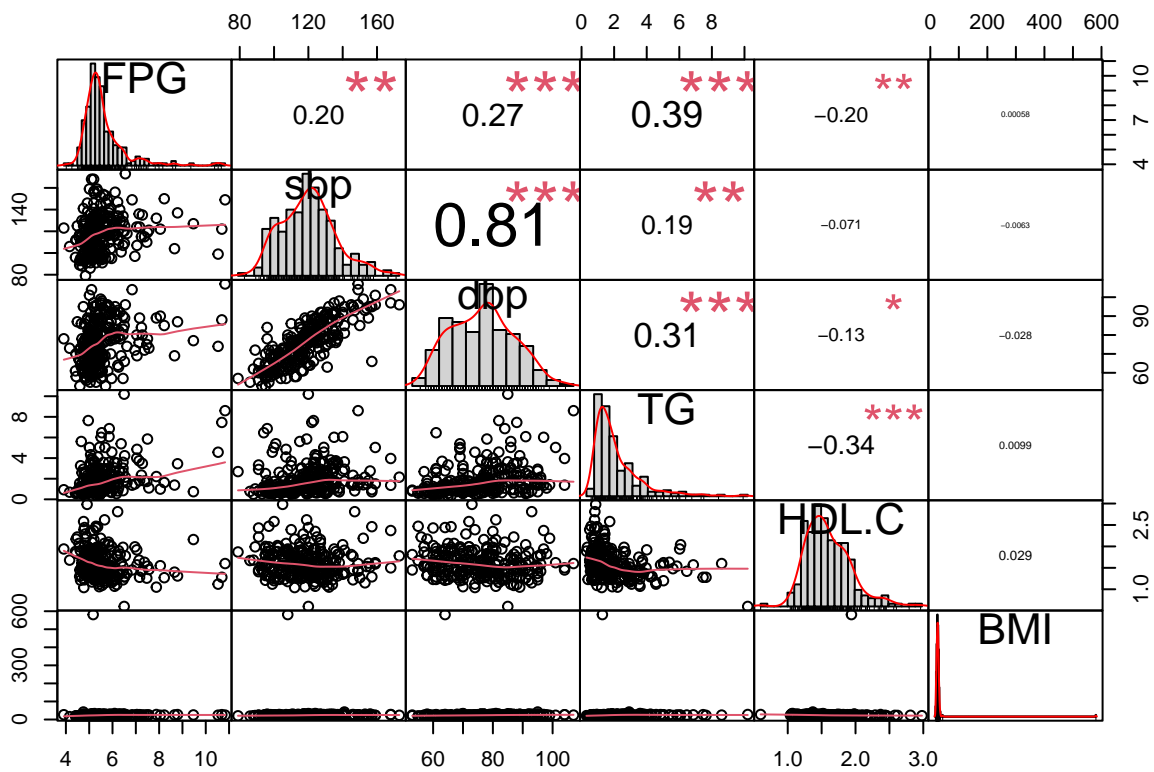 80 120 160 0 2 4 6 8 0 200 400 600
FPG ** *** *** **
0.20 0.27 0.39 −0.20 0.00058
4 7 10
sbp *** **
0.81 0.19 −0.071 −0.0063
80 140
dbp *** *
0.31 −0.13 −0.028
60 90
TG ***
−0.34 0.0099
0 4 8
HDL.C
0.029
1.0 2.5
BMI
0 300 600
4 6 8 10 60 80 100 1.0 2.0 3.0